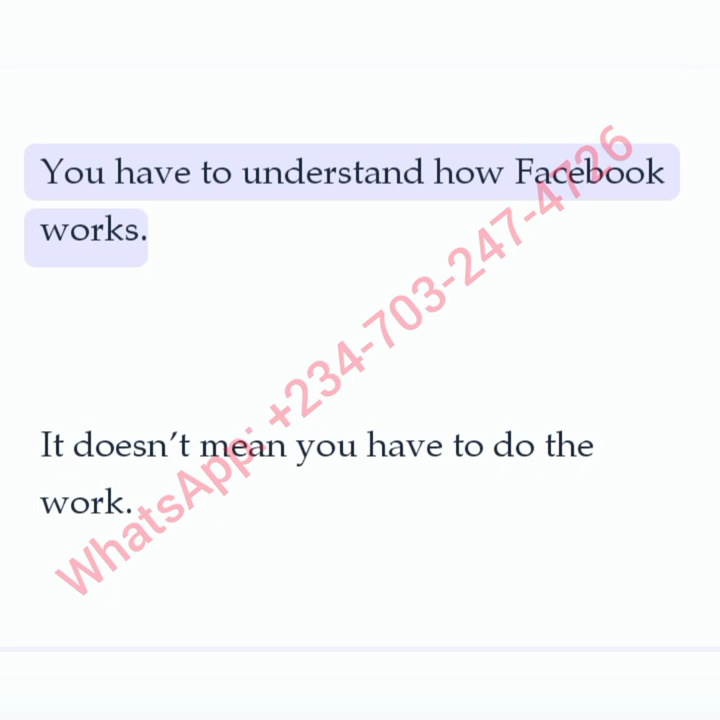 You have to understand how Facebook
works.
It doesn’t mean you have to do the
work.
WhatsApp: +234-703-247-4726